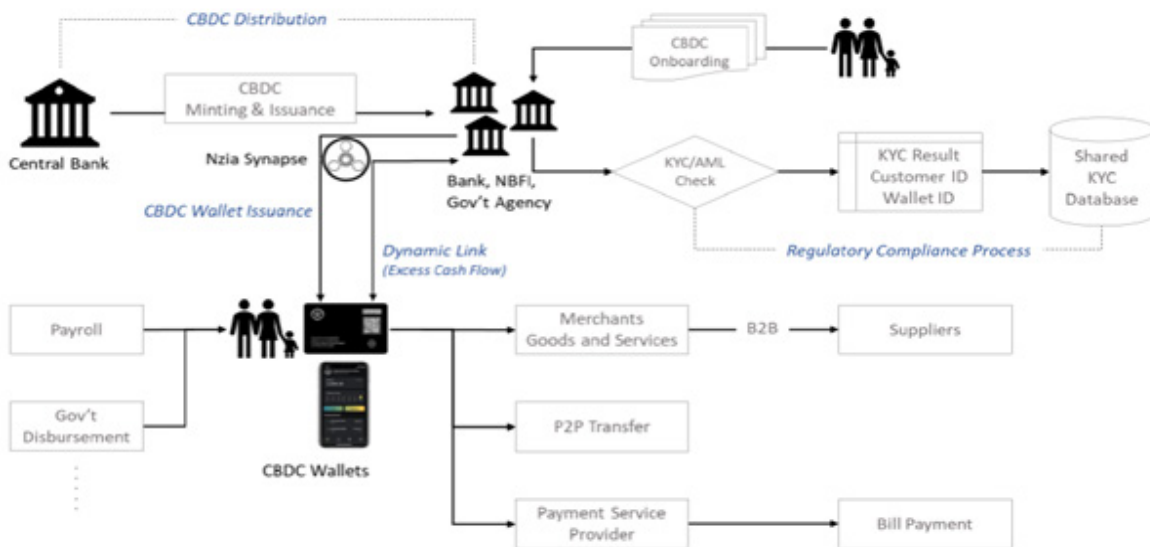 CBDC Distribution
CBDC
Onboarding
CBDC
Minting & Issuance
Central Bank
Nzia Synapse
Bank, NBFI,
Gov't Agency
KYC/AML
Check
KYC Result
Customer ID
Wallet ID
Shared
KYC
Database
CBDC Wallet Issuance
Dynamic Link
(Excess Cash Flow)
Regulatory Compliance Process
Payroll
Merchants
Goods and Services
B2B
Suppliers
Gov't
Disbursement
P2P Transfer
CBDC Wallets
Payment Service
Provider
Bill Payment